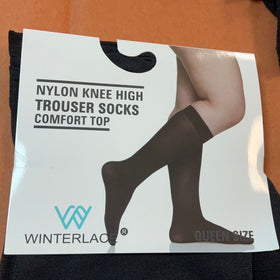 NYLON KNEE HIGH
TROUSER SOCKS
COMFORT TOP
QUEEN SIZE
WINTERLACE®